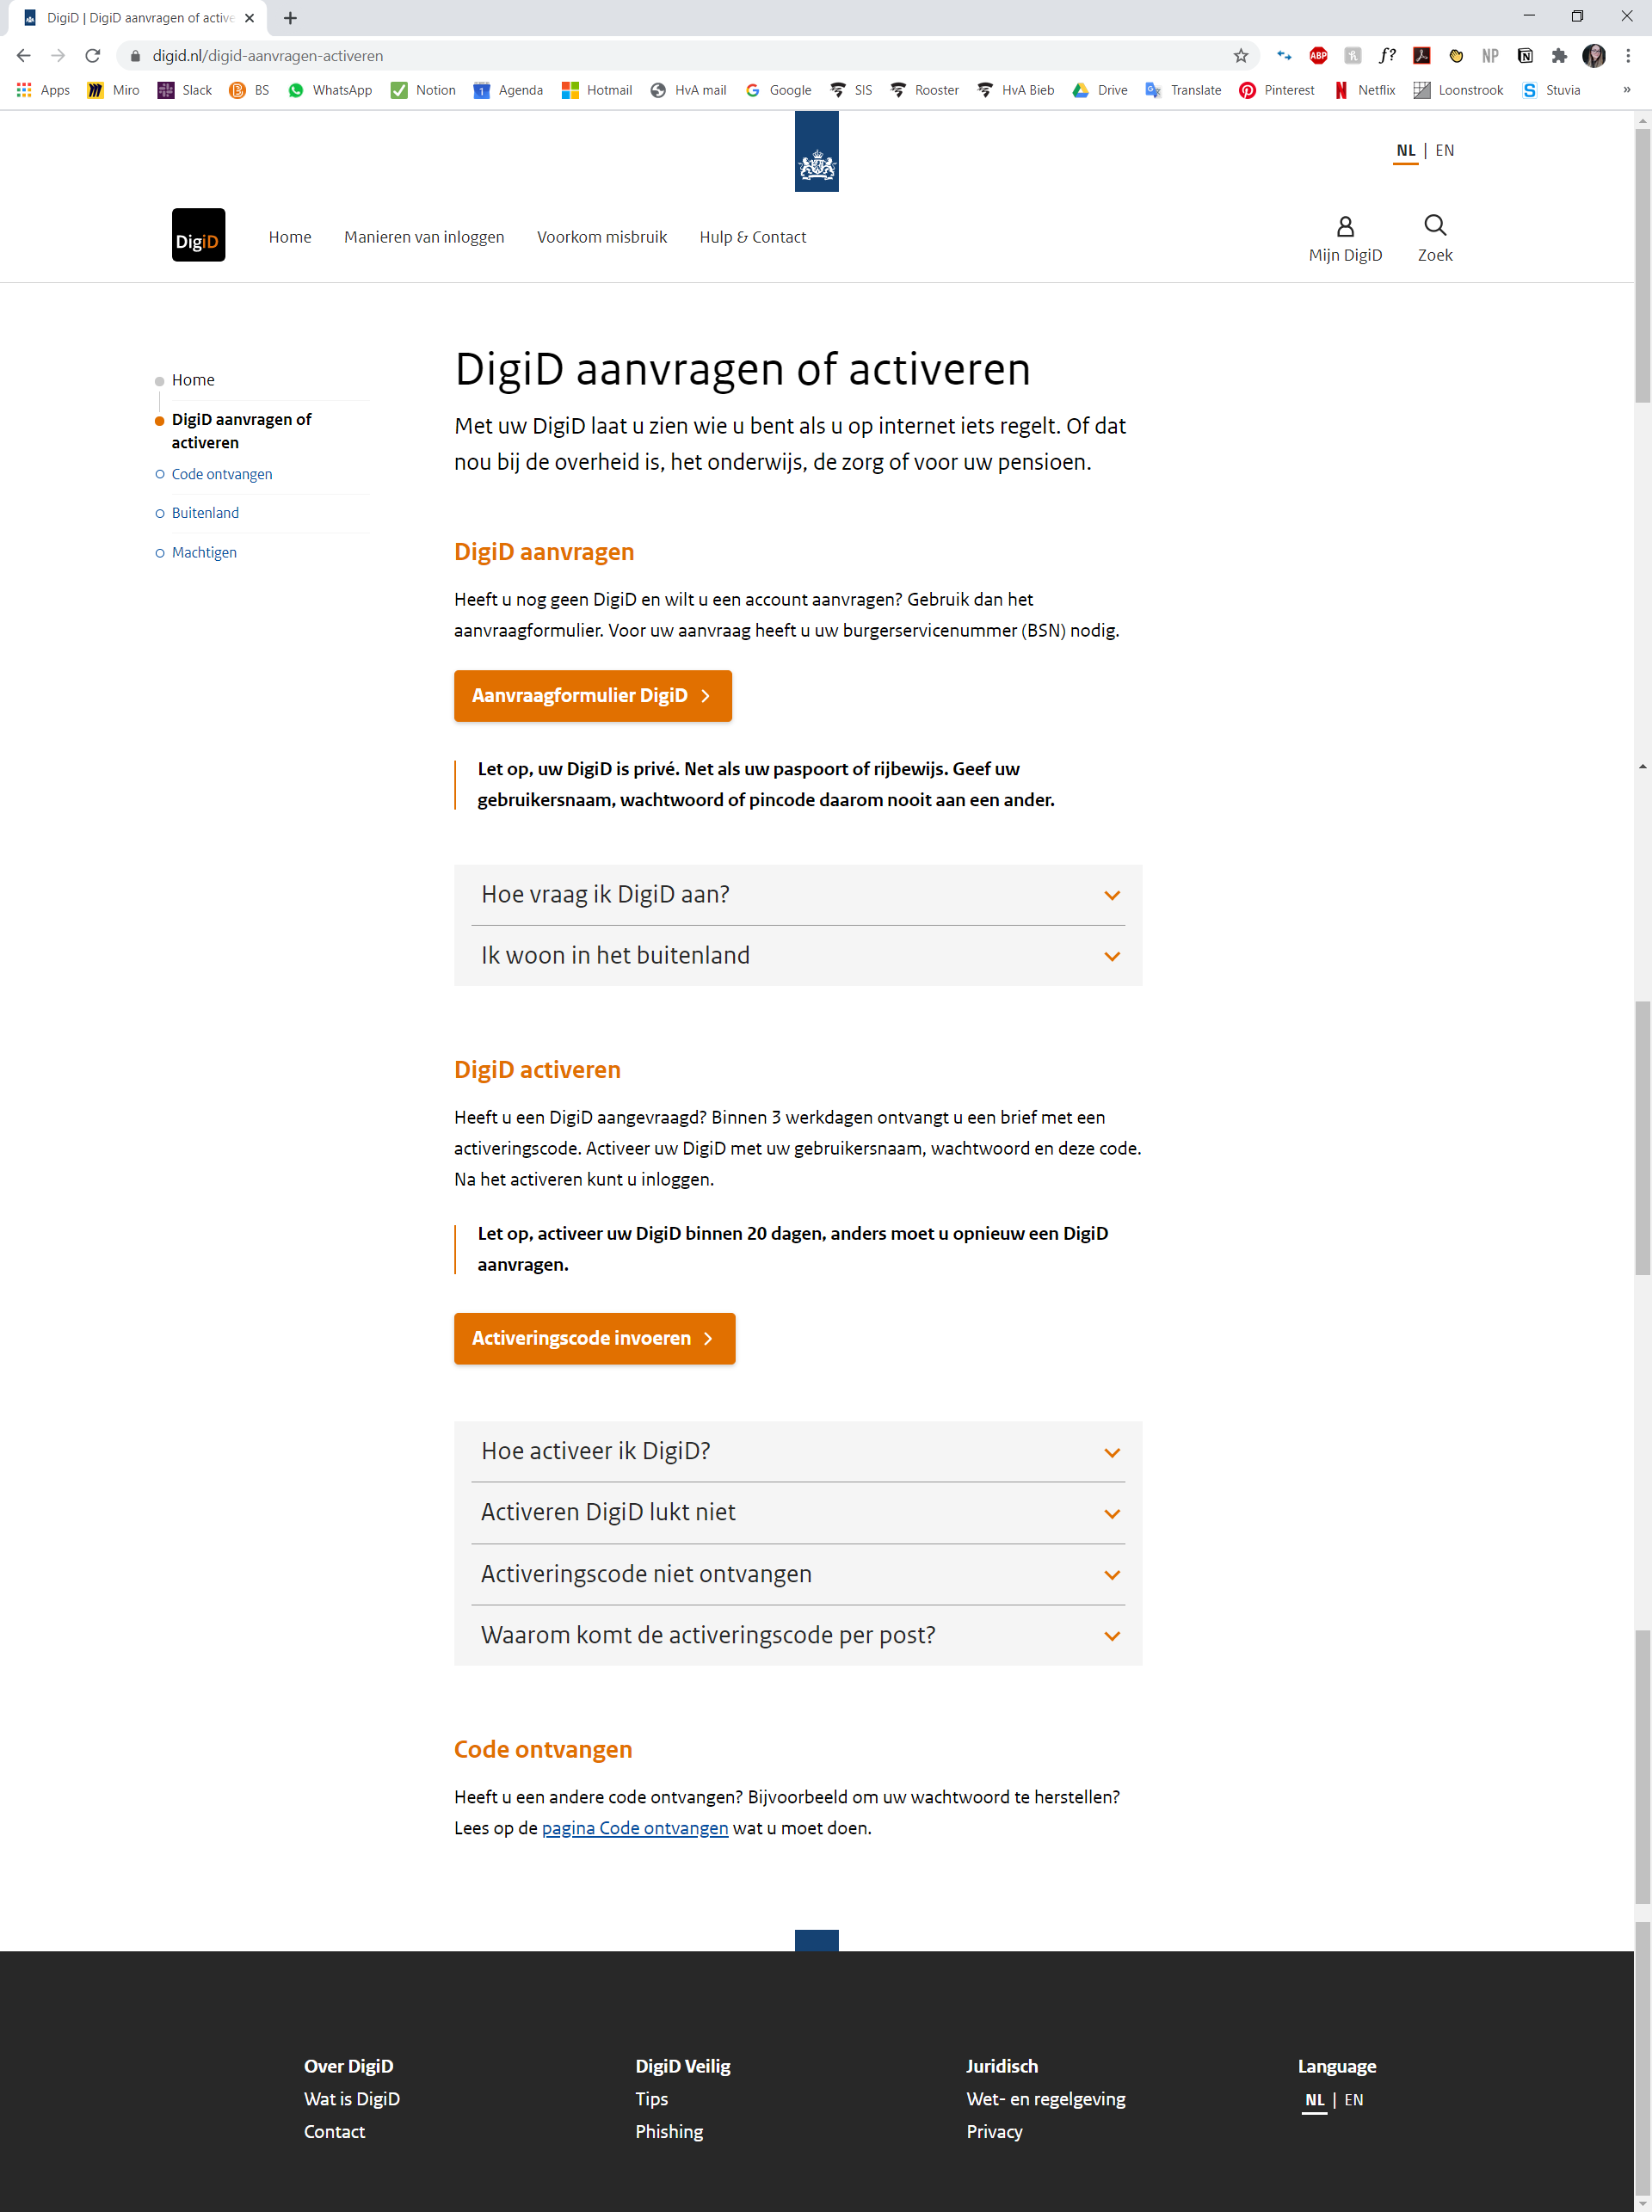 DigiD | DigiD aanvragen of active
digid.nl/digid-aanvragen-activeren
ABP
f?
NP
Apps
Miro
Slack
BS
WhatsApp
Notion
Agenda
Hotmail
HvA mail
Google
SIS
Rooster
HvA Bieb
Drive
Translate
Pinterest
Netflix
Loonstrook
Stuvia
»
NL | EN
DigiD
Home
Manieren van inloggen
Voorkom misbruik
Hulp & Contact
Mijn DigiD
Zoek
Home
DigiD aanvragen of
activeren
Code ontvangen
Buitenland
Machtigen
DigiD aanvragen of activeren
Met uw DigiD laat u zien wie u bent als u op internet iets regelt. Of dat
nou bij de overheid is, het onderwijs, de zorg of voor uw pensioen.
DigiD aanvragen
Heeft u nog geen DigiD en wilt u een account aanvragen? Gebruik dan het
aanvraagformulier. Voor uw aanvraag heeft u uw burgerservicenummer (BSN) nodig.
Aanvraagformulier DigiD
Let op, uw DigiD is privé. Net als uw paspoort of rijbewijs. Geef uw
gebruikersnaam, wachtwoord of pincode daarom nooit aan een ander.
Hoe vraag ik DigiD aan?
Ik woon in het buitenland
DigiD activeren
Heeft u een DigiD aangevraagd? Binnen 3 werkdagen ontvangt u een brief met een
activeringscode. Activeer uw DigiD met uw gebruikersnaam, wachtwoord en deze code.
Na het activeren kunt u inloggen.
Let op, activeer uw DigiD binnen 20 dagen, anders moet u opnieuw een DigiD
aanvragen.
Activeringscode invoeren
Hoe activeer ik DigiD?
Activeren DigiD lukt niet
Activeringscode niet ontvangen
Waarom komt de activeringscode per post?
Code ontvangen
Heeft u een andere code ontvangen? Bijvoorbeeld om uw wachtwoord te herstellen?
Lees op de pagina Code ontvangen wat u moet doen.
Over DigiD
Wat is DigiD
Contact
DigiD Veilig
Tips
Phishing
Juridisch
Wet- en regelgeving
Privacy
Language
NL | EN